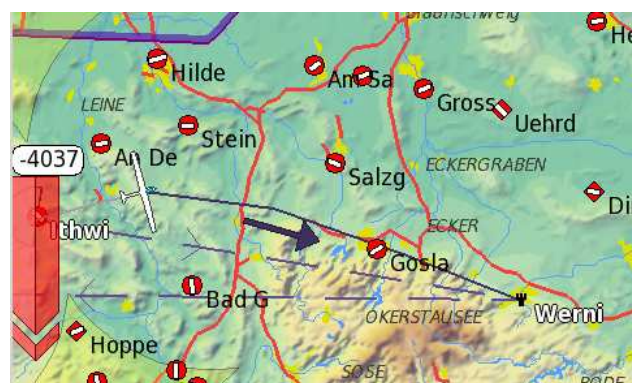 Braunschweig
He
Hilde
Am Sa
LEINE
Gross
Uehrd
Stein
An De
-4037
Salzg
ECKERGRABEN
Di
Ithwi
ECKER
Gosla
Bad G
Werni
OKERSTAUSEE
Hoppe
SOSE
BODE